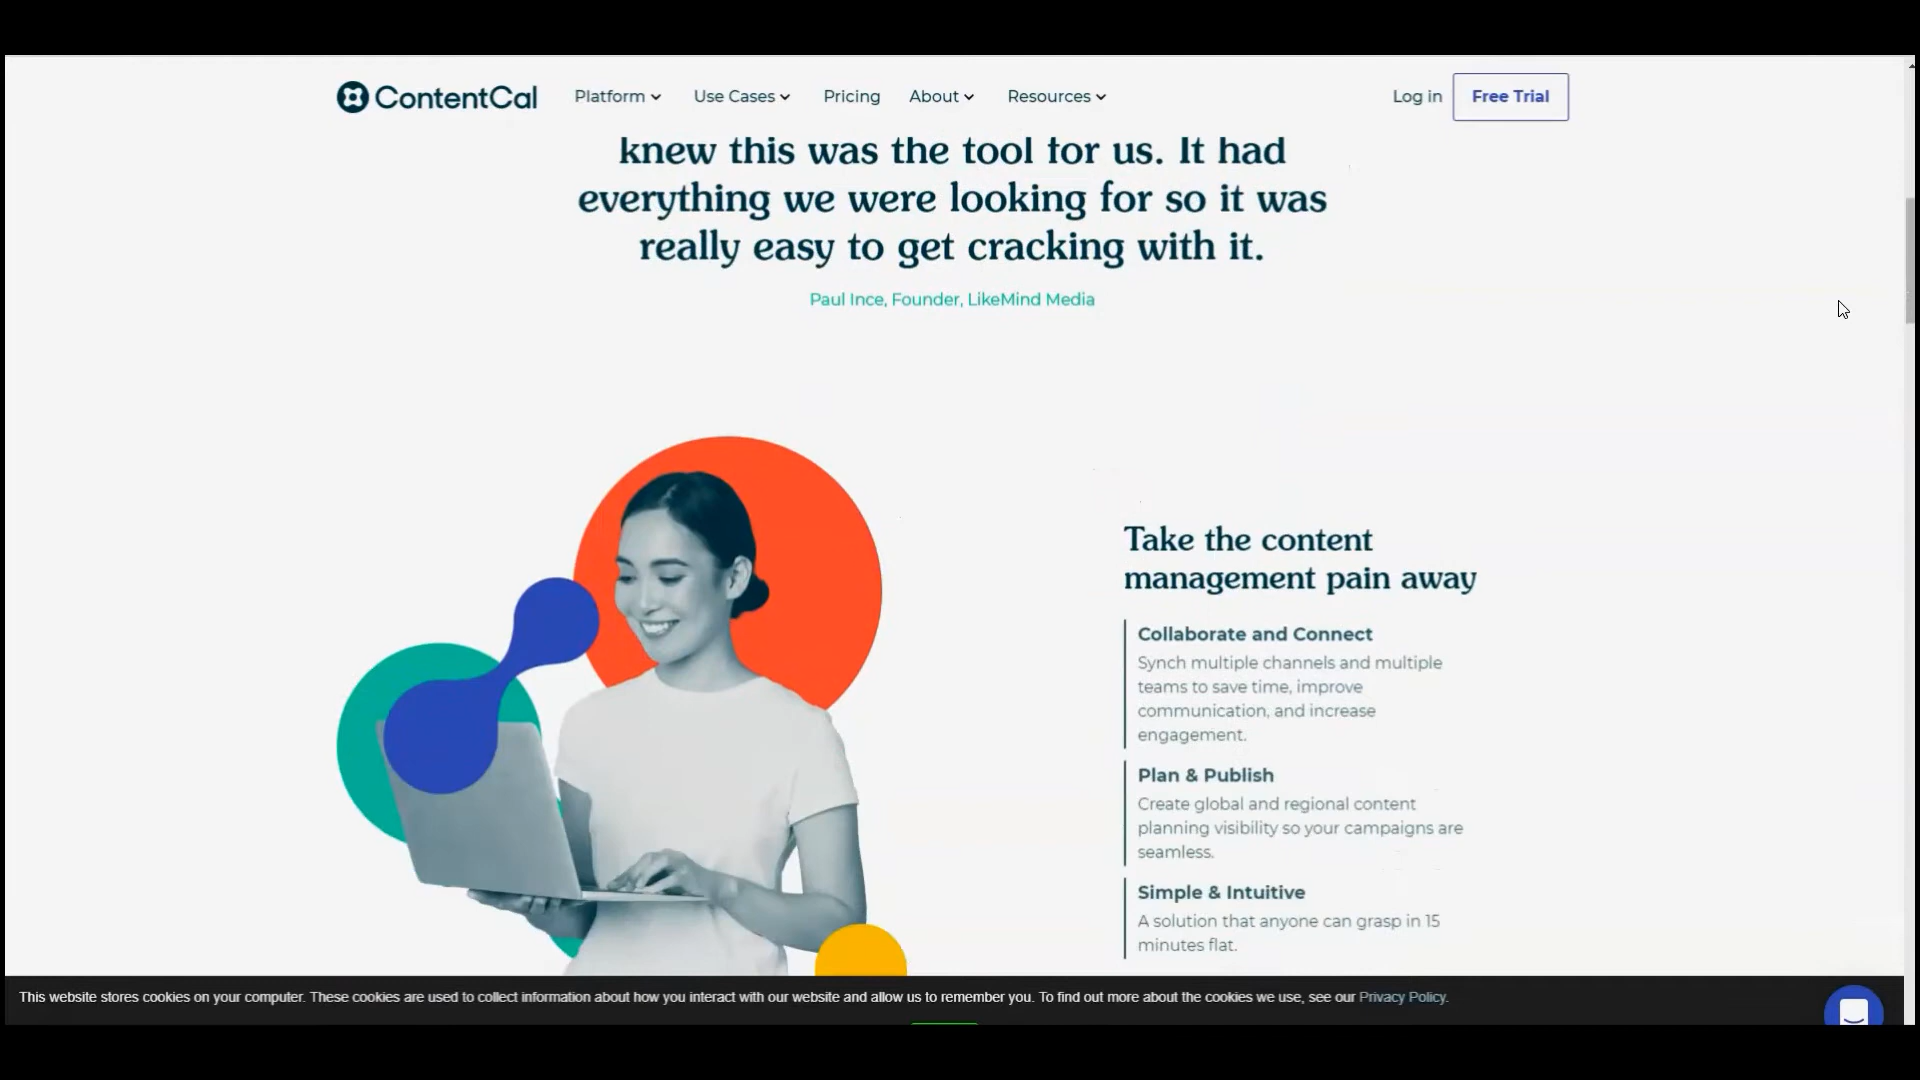 ContentCal
Platform
Use Cases
Pricing
About
Resources
Log in
Free Trial
knew this was the tool for us. It had
everything we were looking for so it was
really easy to get cracking with it.
Paul Ince, Founder, LikeMind Media
Take the content
management pain away
Collaborate and Connect
Synch multiple channels and multiple
teams to save time, improve
communication, and increase
engagement.
Plan & Publish
Create global and regional content
planning visibility so your campaigns are
seamless.
Simple & Intuitive
A solution that anyone can grasp in 15
minutes flat.
This website stores cookies on your computer. These cookies are used to collect information about how you interact with our website and allow us to remember you. To find out more about the cookies we use, see our Privacy Policy.